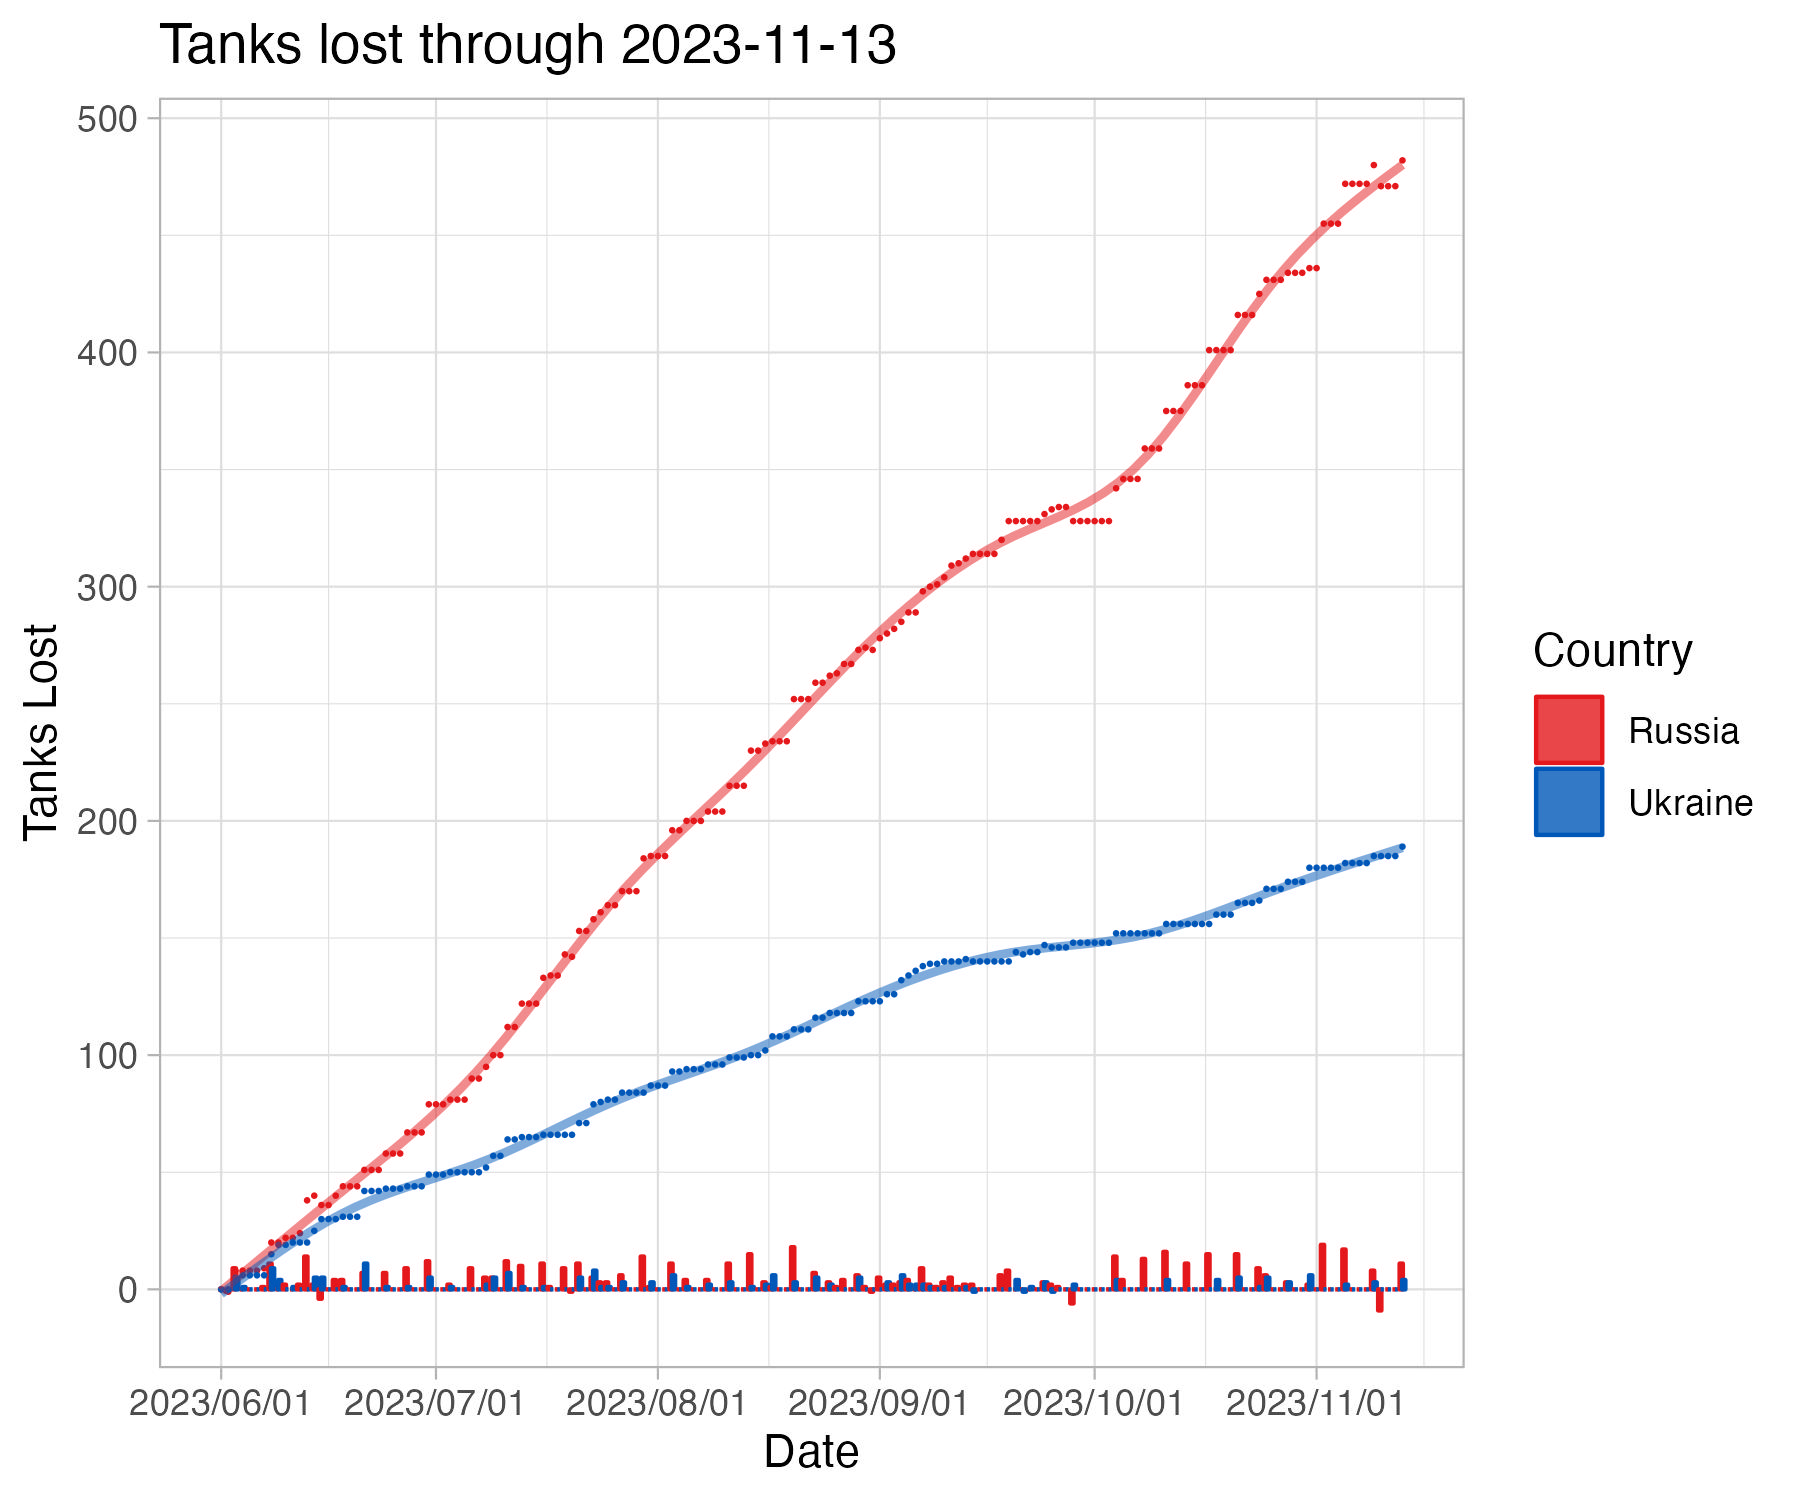 Tanks lost through 2023-11-13
500
400
300
200
100
0
Tanks Lost
2023/06/01 2023/07/01 2023/08/01 2023/09/01 2023/10/01 2023/11/01
Date
Country
Russia
Ukraine